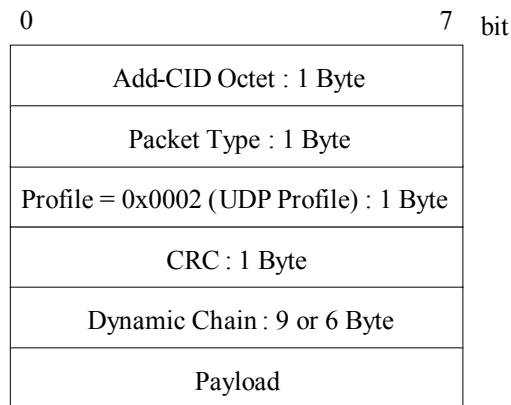 0 7 bit
Add-CID Octet : 1 Byte
Packet Type : 1 Byte
Profile = 0x0002 (UDP Profile) : 1 Byte
CRC : 1 Byte
Dynamic Chain : 9 or 6 Byte
Payload